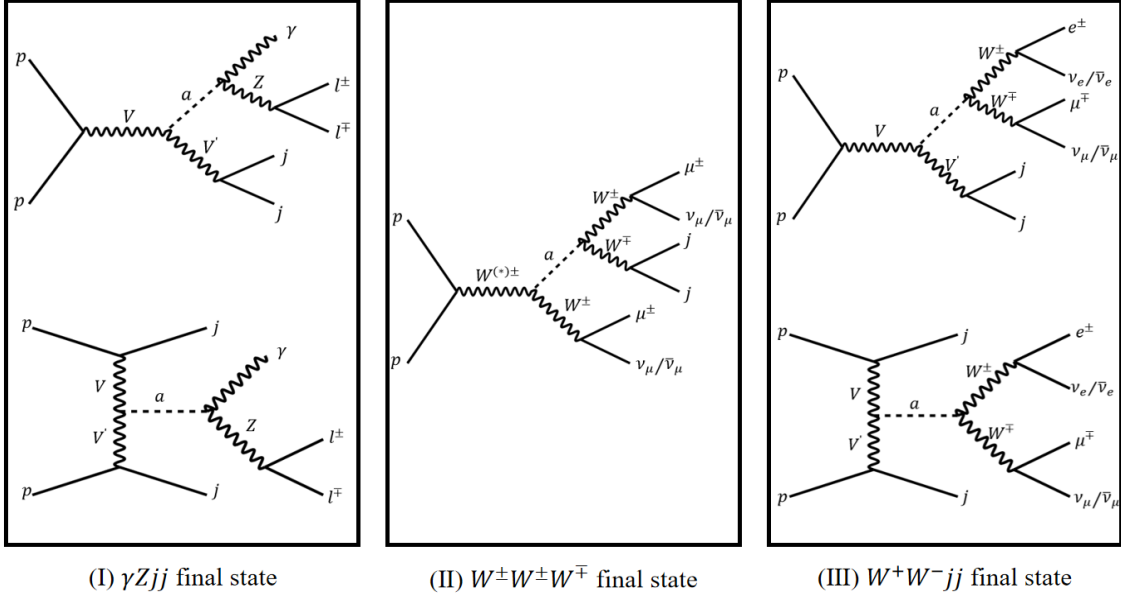 p
p
V
a
V'
γ
Z
l±
l∓
j
j
p
p
V
V'
a
j
j
γ
Z
l±
l∓
p
p
W(*)±
a
W±
W∓
W±
μ±
νμ/ν̄μ
j
j
μ±
νμ/ν̄μ
p
p
V
a
V'
W±
W∓
e±
νe/ν̄e
μ∓
νμ/ν̄μ
j
j
p
p
V
V'
a
j
j
W±
W∓
e±
νe/ν̄e
μ∓
νμ/ν̄μ
(I) γZjj final state
(II) W±W±W∓ final state
(III) W+W−jj final state